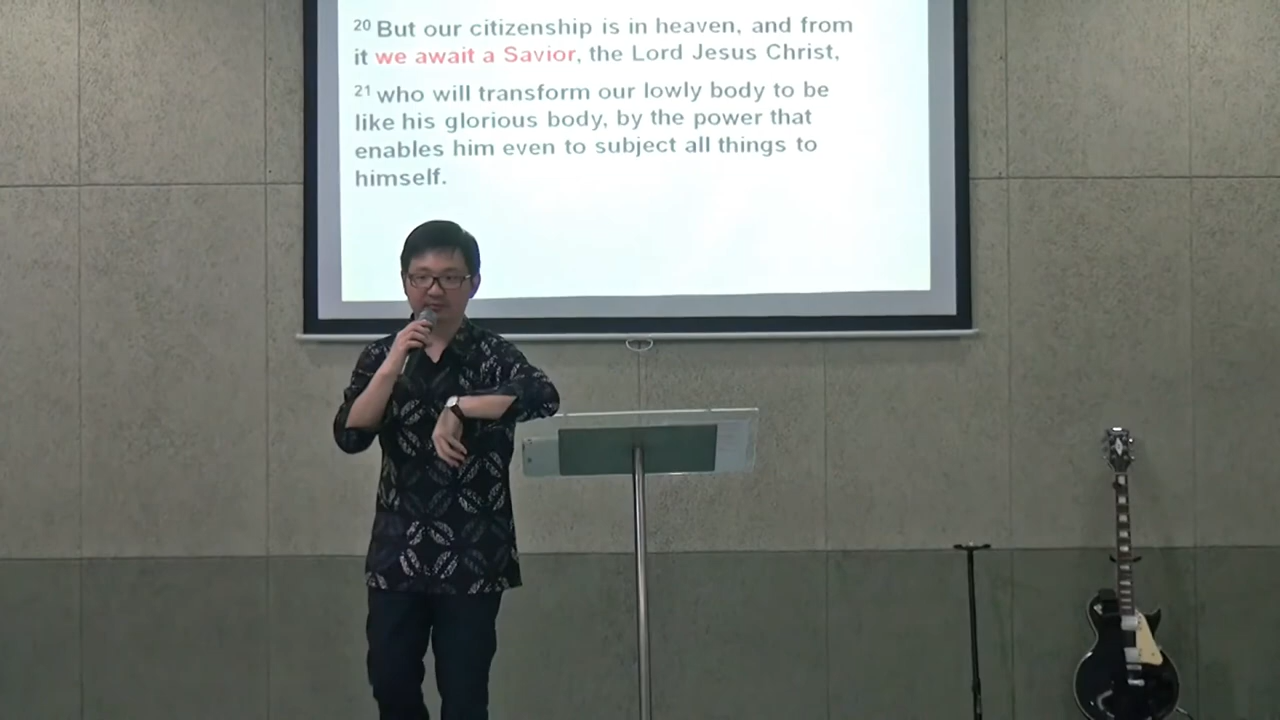 20 But our citizenship is in heaven, and from
it we await a Savior, the Lord Jesus Christ,
21 who will transform our lowly body to be
like his glorious body, by the power that
enables him even to subject all things to
himself.